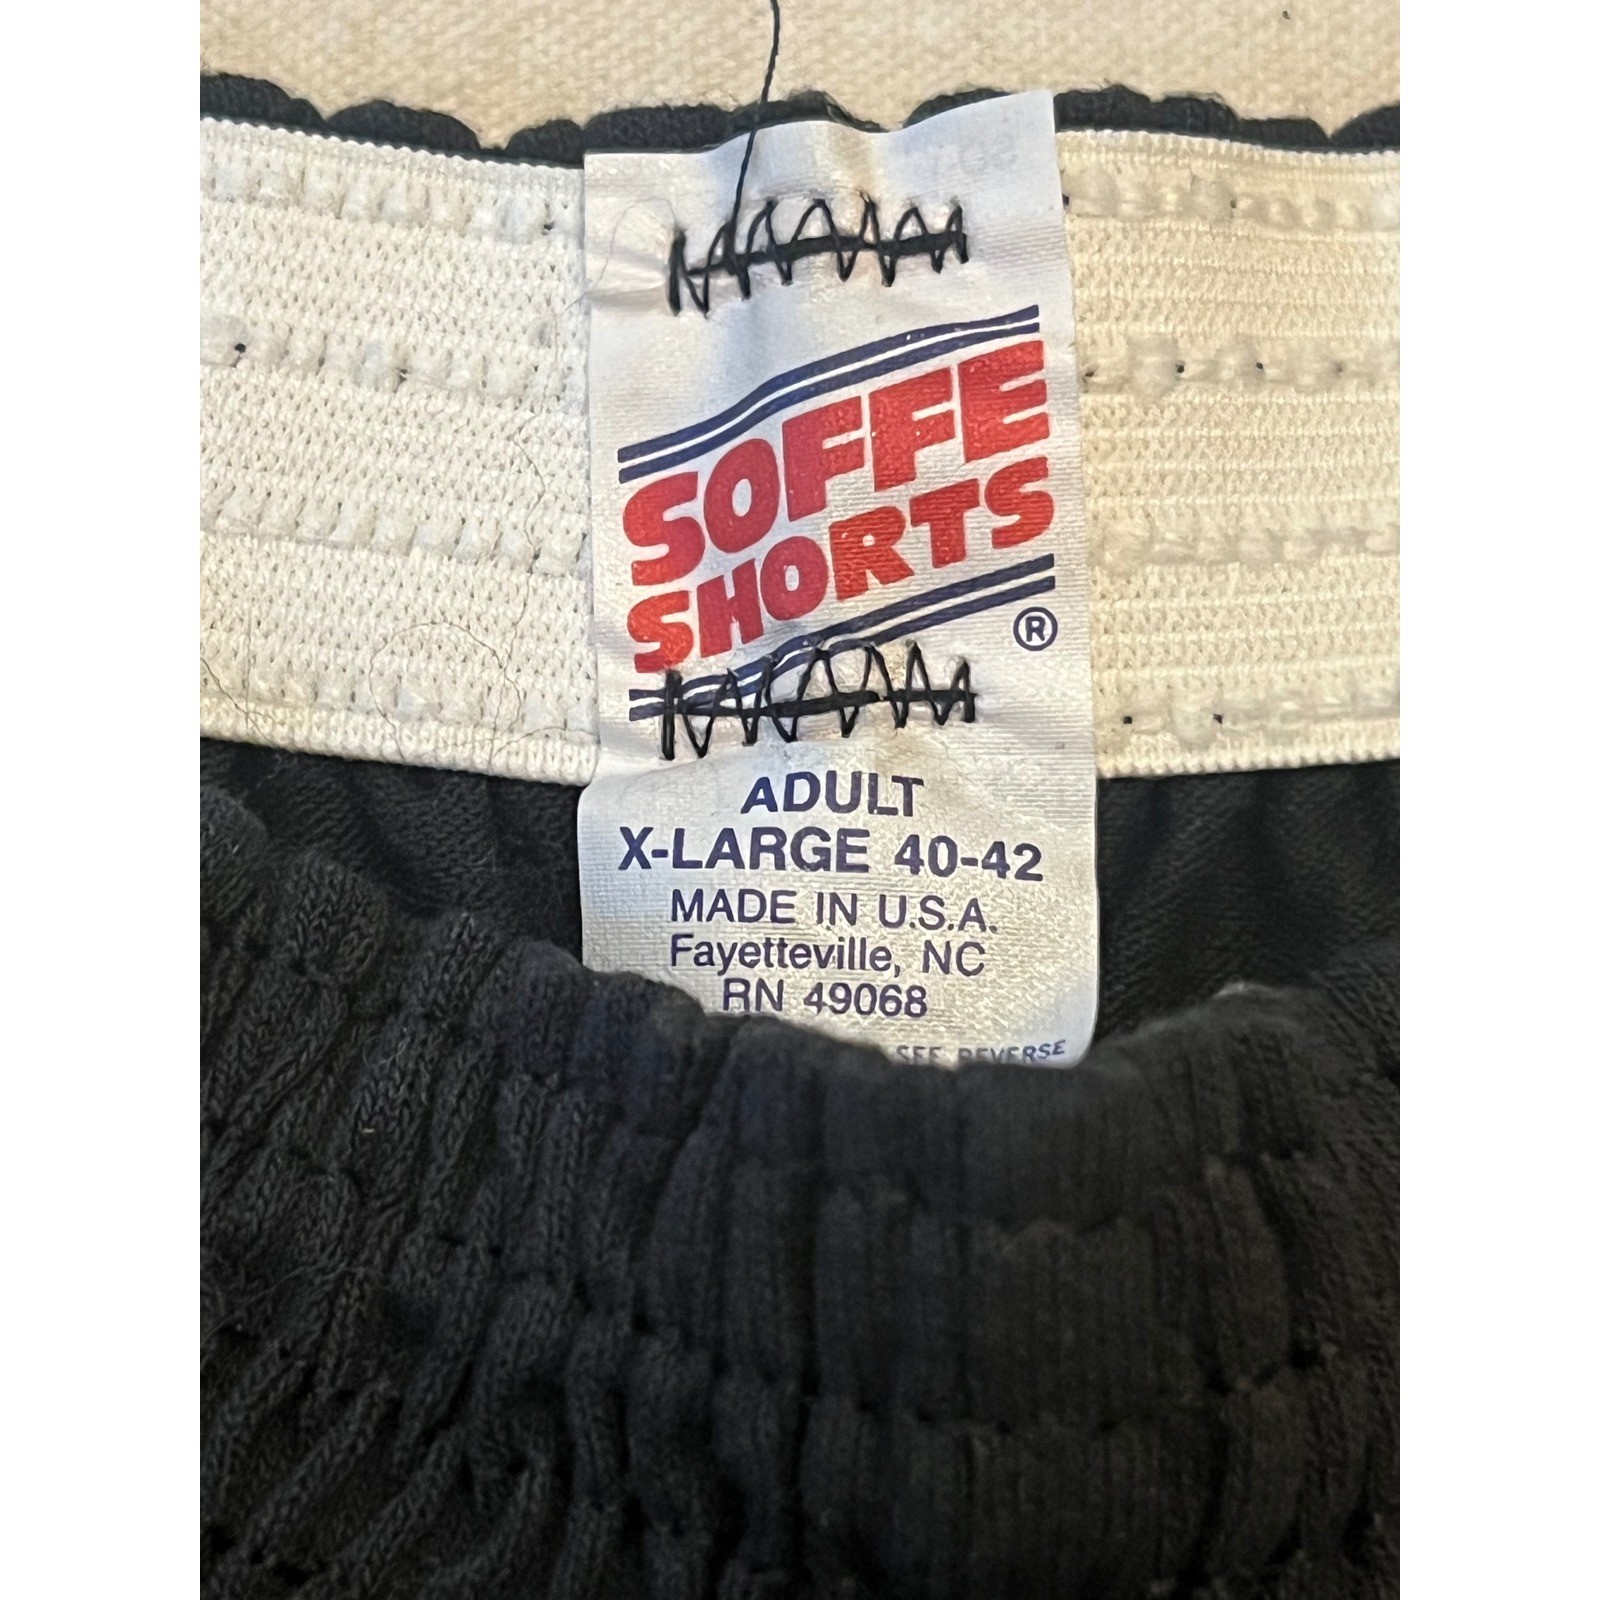 SOFFE
SHORTS
®
ADULT
X-LARGE 40-42
MADE IN U.S.A.
Fayetteville, NC
RN 49068
SEE REVERSE